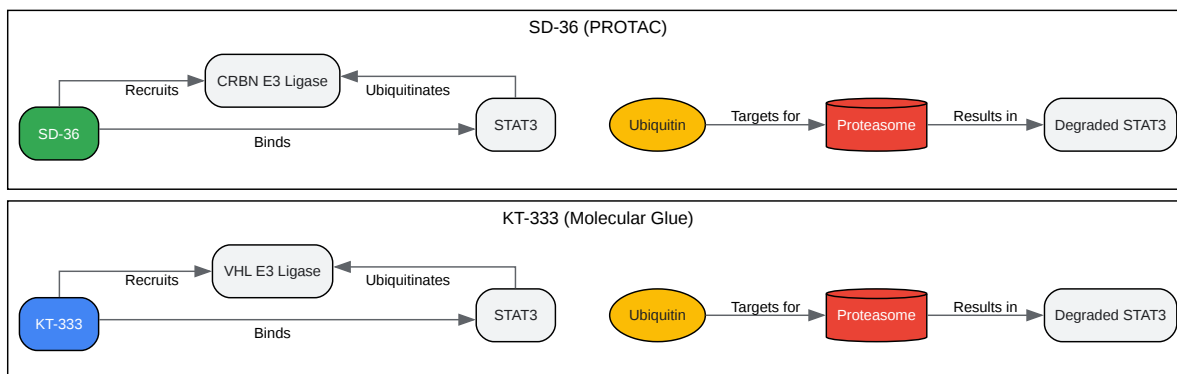 SD-36 (PROTAC)
CRBN E3 Ligase
Recruits
Ubiquitinates
SD-36
Binds
STAT3
Ubiquitin
Targets for
Proteasome
Results in
Degraded STAT3
KT-333 (Molecular Glue)
VHL E3 Ligase
Recruits
Ubiquitinates
KT-333
Binds
STAT3
Ubiquitin
Targets for
Proteasome
Results in
Degraded STAT3